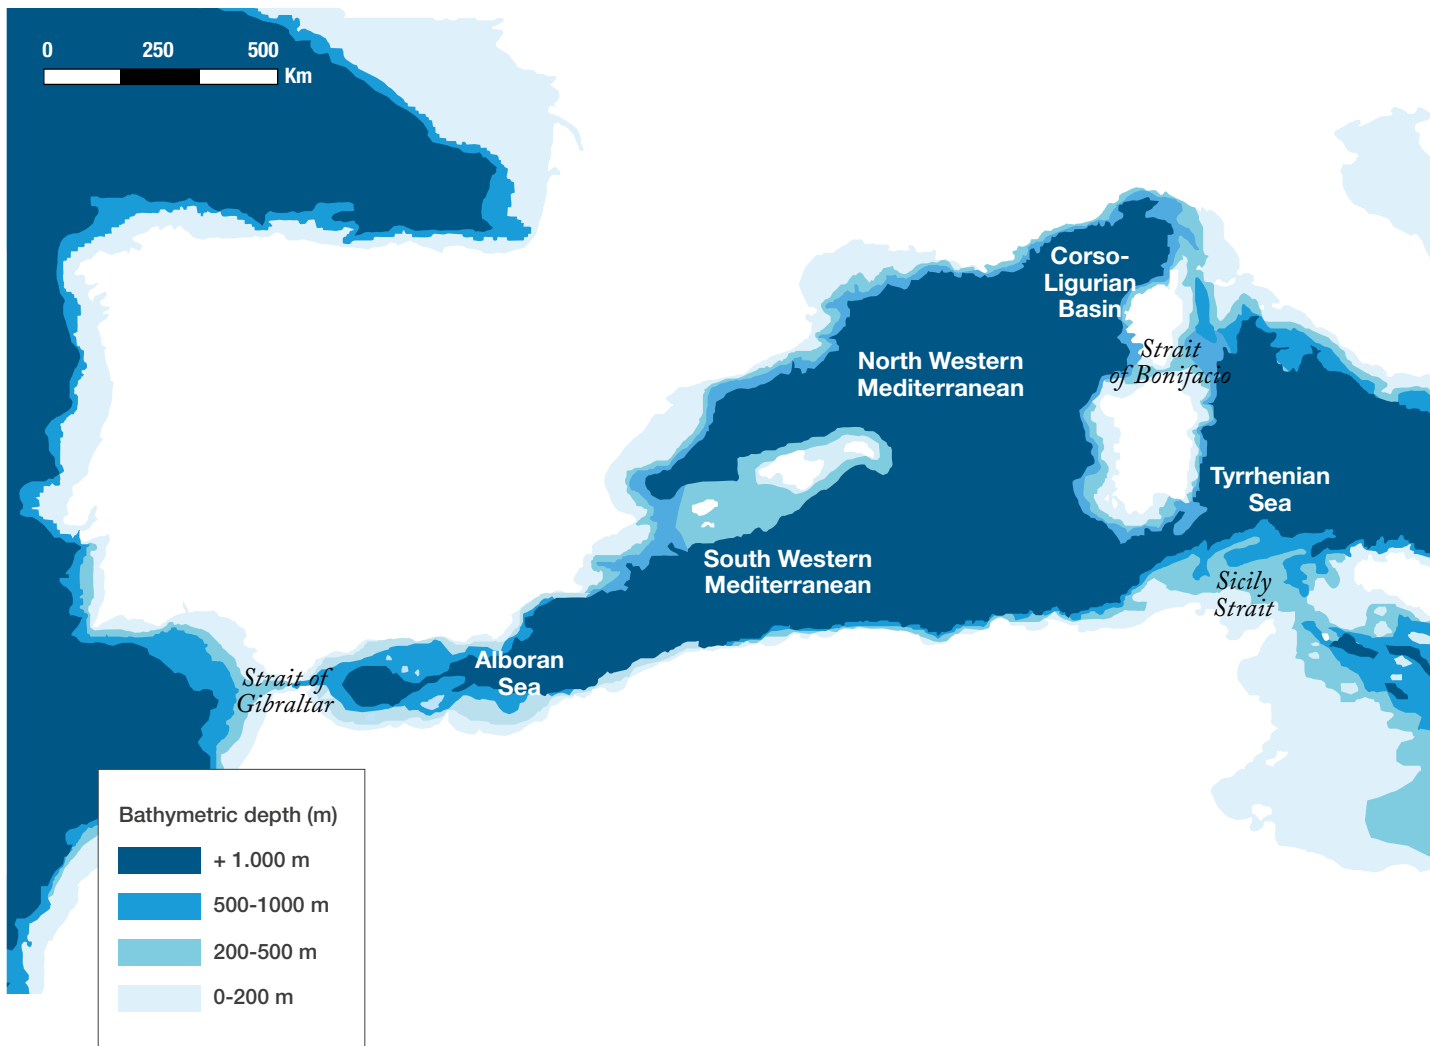 0 250 500
Km
Corso-
Ligurian
Basin
Strait
of Bonifacio
North Western
Mediterranean
Tyrrhenian
Sea
South Western
Mediterranean
Sicily
Strait
Alboran
Sea
Strait of
Gibraltar
Bathymetric depth (m)
+ 1.000 m
500-1000 m
200-500 m
0-200 m